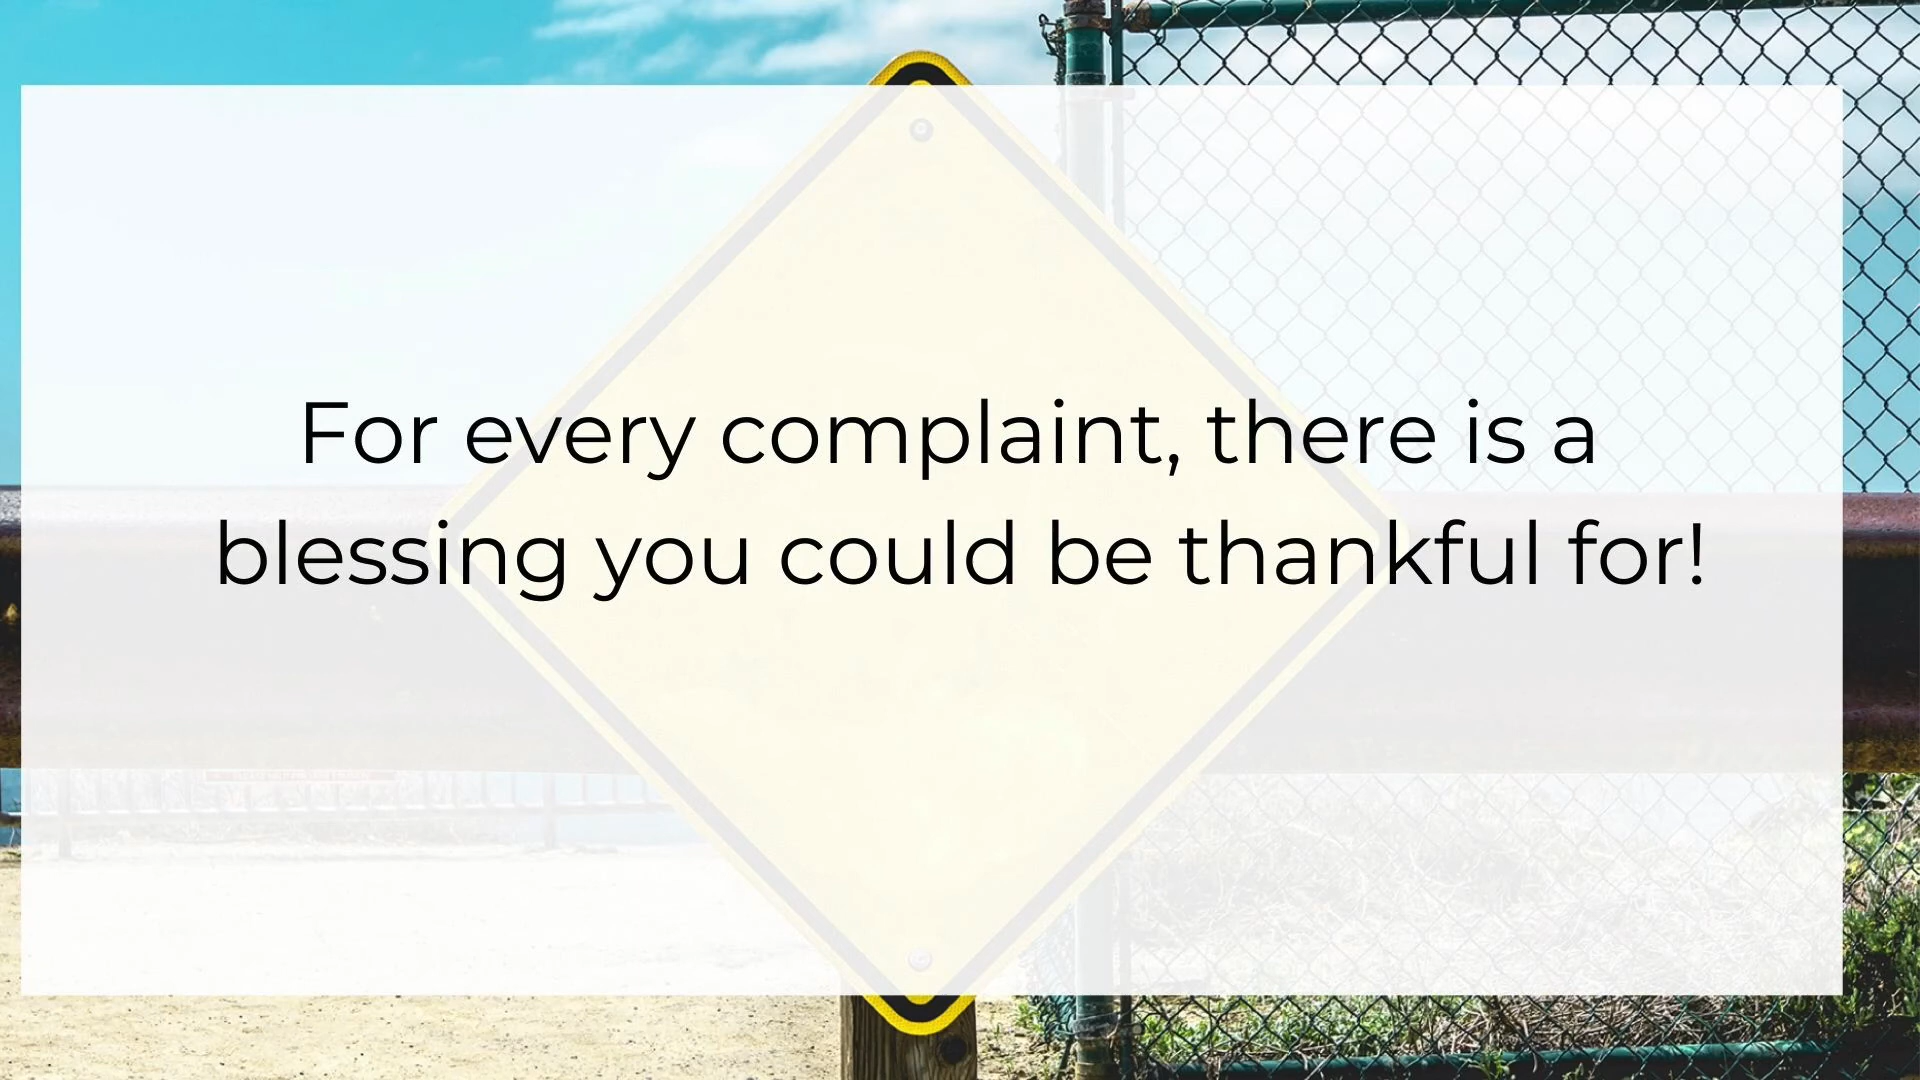 For every complaint, there is a
blessing you could be thankful for!